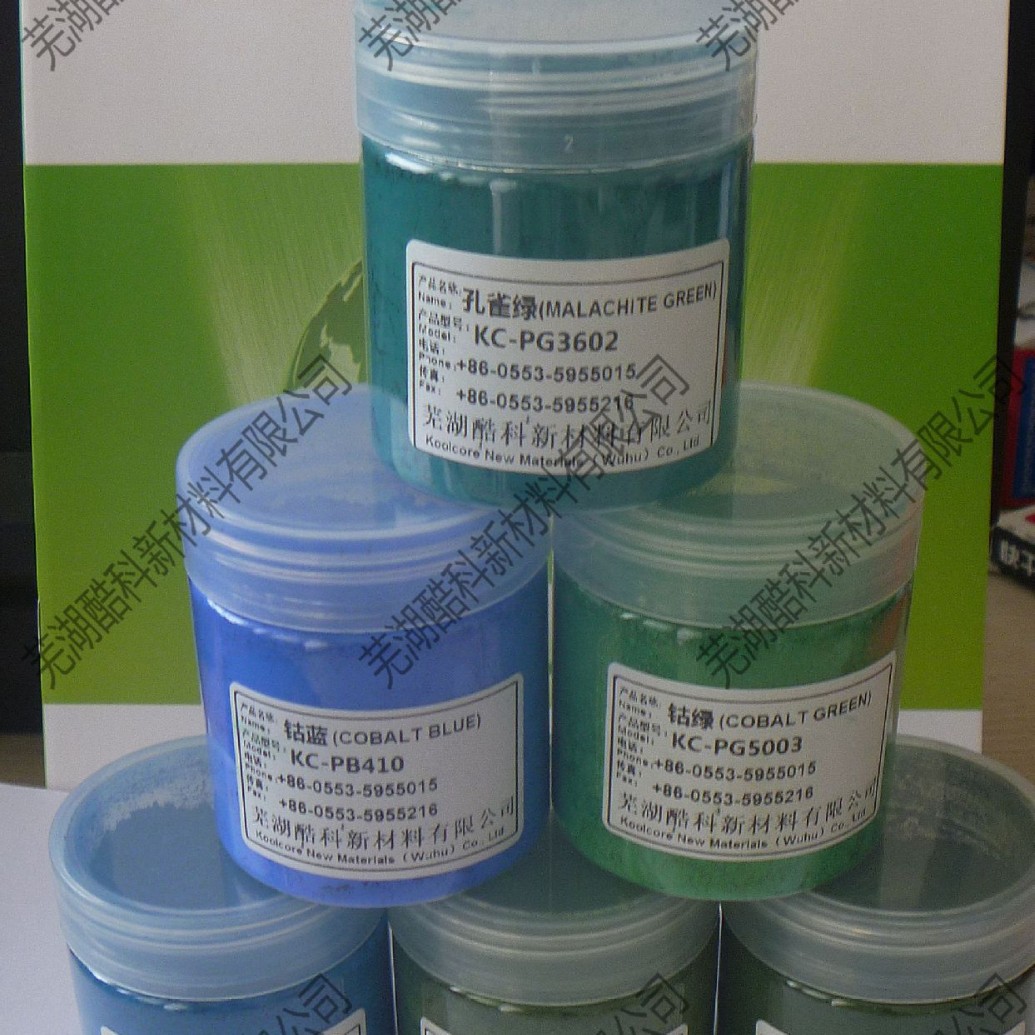 2
产品名称: 孔雀绿(MALACHITE GREEN)
Name:
产品型号: KC-PG3602
Model:
电话: +86-0553-5955015
Phone:
传真: +86-0553-5955216
Fax:
芜湖酷科新材料有限公司
Koolcore New Materials (Wuhu) Co., Ltd
产品名称: 钴蓝(COBALT BLUE)
Name:
产品型号: KC-PB410
Model:
电话: +86-0553-5955015
Phone:
传真: +86-0553-5955216
Fax:
芜湖酷科新材料有限公司
Koolcore New Materials (Wuhu) Co., Ltd
产品名称: 钴绿(COBALT GREEN)
Name:
产品型号: KC-PG5003
Model:
电话: +86-0553-5955015
Phone:
传真: +86-0553-5955216
Fax:
芜湖酷科新材料有限公司
Koolcore New Materials (Wuhu) Co., Ltd
快干
芜湖酷科新材料有限公司
芜湖酷科新材料有限公司
芜湖酷科新材料有限公司